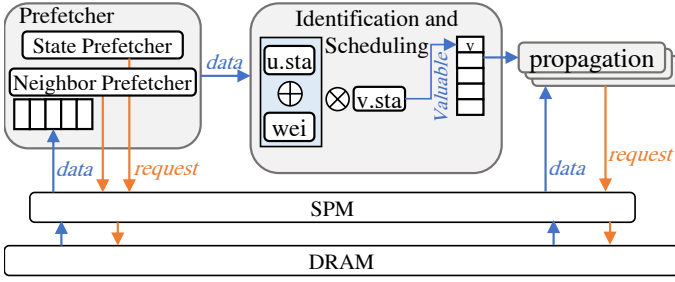 Prefetcher
State Prefetcher
Neighbor Prefetcher
data
Identification and
Scheduling
u.sta
⊕
wei
⊗
v.sta
Valuable
v
propagation
data
request
data
request
SPM
DRAM